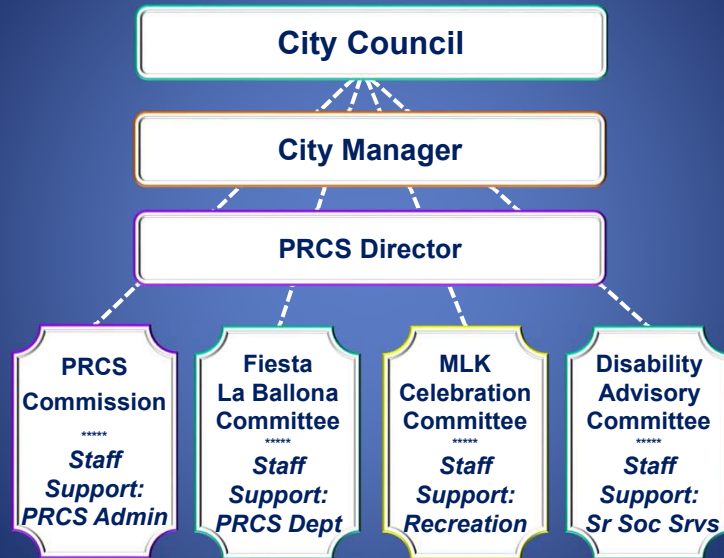 City Council
City Manager
PRCS Director
PRCS
Commission
*****
Staff
Support:
PRCS Admin
Fiesta
La Ballona
Committee
*****
Staff
Support:
PRCS Dept
MLK
Celebration
Committee
*****
Staff
Support:
Recreation
Disability
Advisory
Committee
*****
Staff
Support:
Sr Soc Srvs